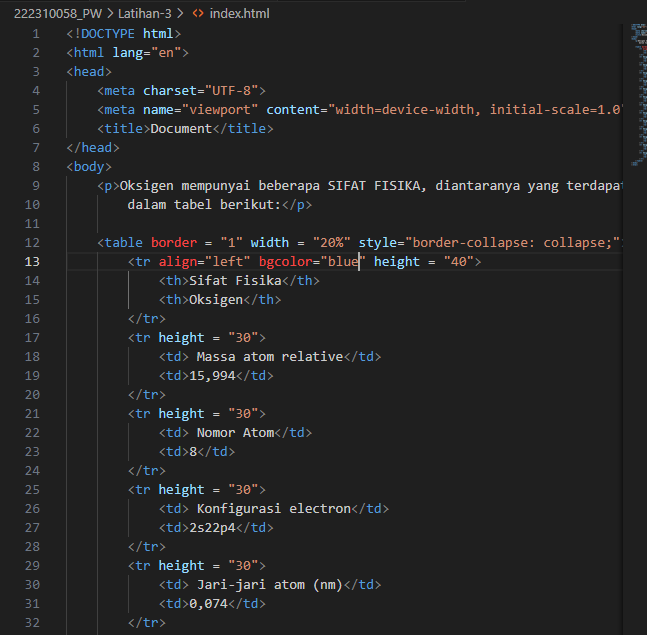 222310058_PW > Latihan-3 > <> index.html
1 <!DOCTYPE html>
2 <html lang="en">
3 <head>
4 <meta charset="UTF-8">
5 <meta name="viewport" content="width=device-width, initial-scale=1.0"
6 <title>Document</title>
7 </head>
8 <body>
9 <p>Oksigen mempunyai beberapa SIFAT FISIKA, diantaranya yang terdapat
10 dalam tabel berikut:</p>
11
12 <table border = "1" width = "20%" style="border-collapse: collapse;">
13 <tr align="left" bgcolor="blue" height = "40">
14 <th>Sifat Fisika</th>
15 <th>Oksigen</th>
16 </tr>
17 <tr height = "30">
18 <td> Massa atom relative</td>
19 <td>15,994</td>
20 </tr>
21 <tr height = "30">
22 <td> Nomor Atom</td>
23 <td>8</td>
24 </tr>
25 <tr height = "30">
26 <td> Konfigurasi electron</td>
27 <td>2s22p4</td>
28 </tr>
29 <tr height = "30">
30 <td> Jari-jari atom (nm)</td>
31 <td>0,074</td>
32 </tr>